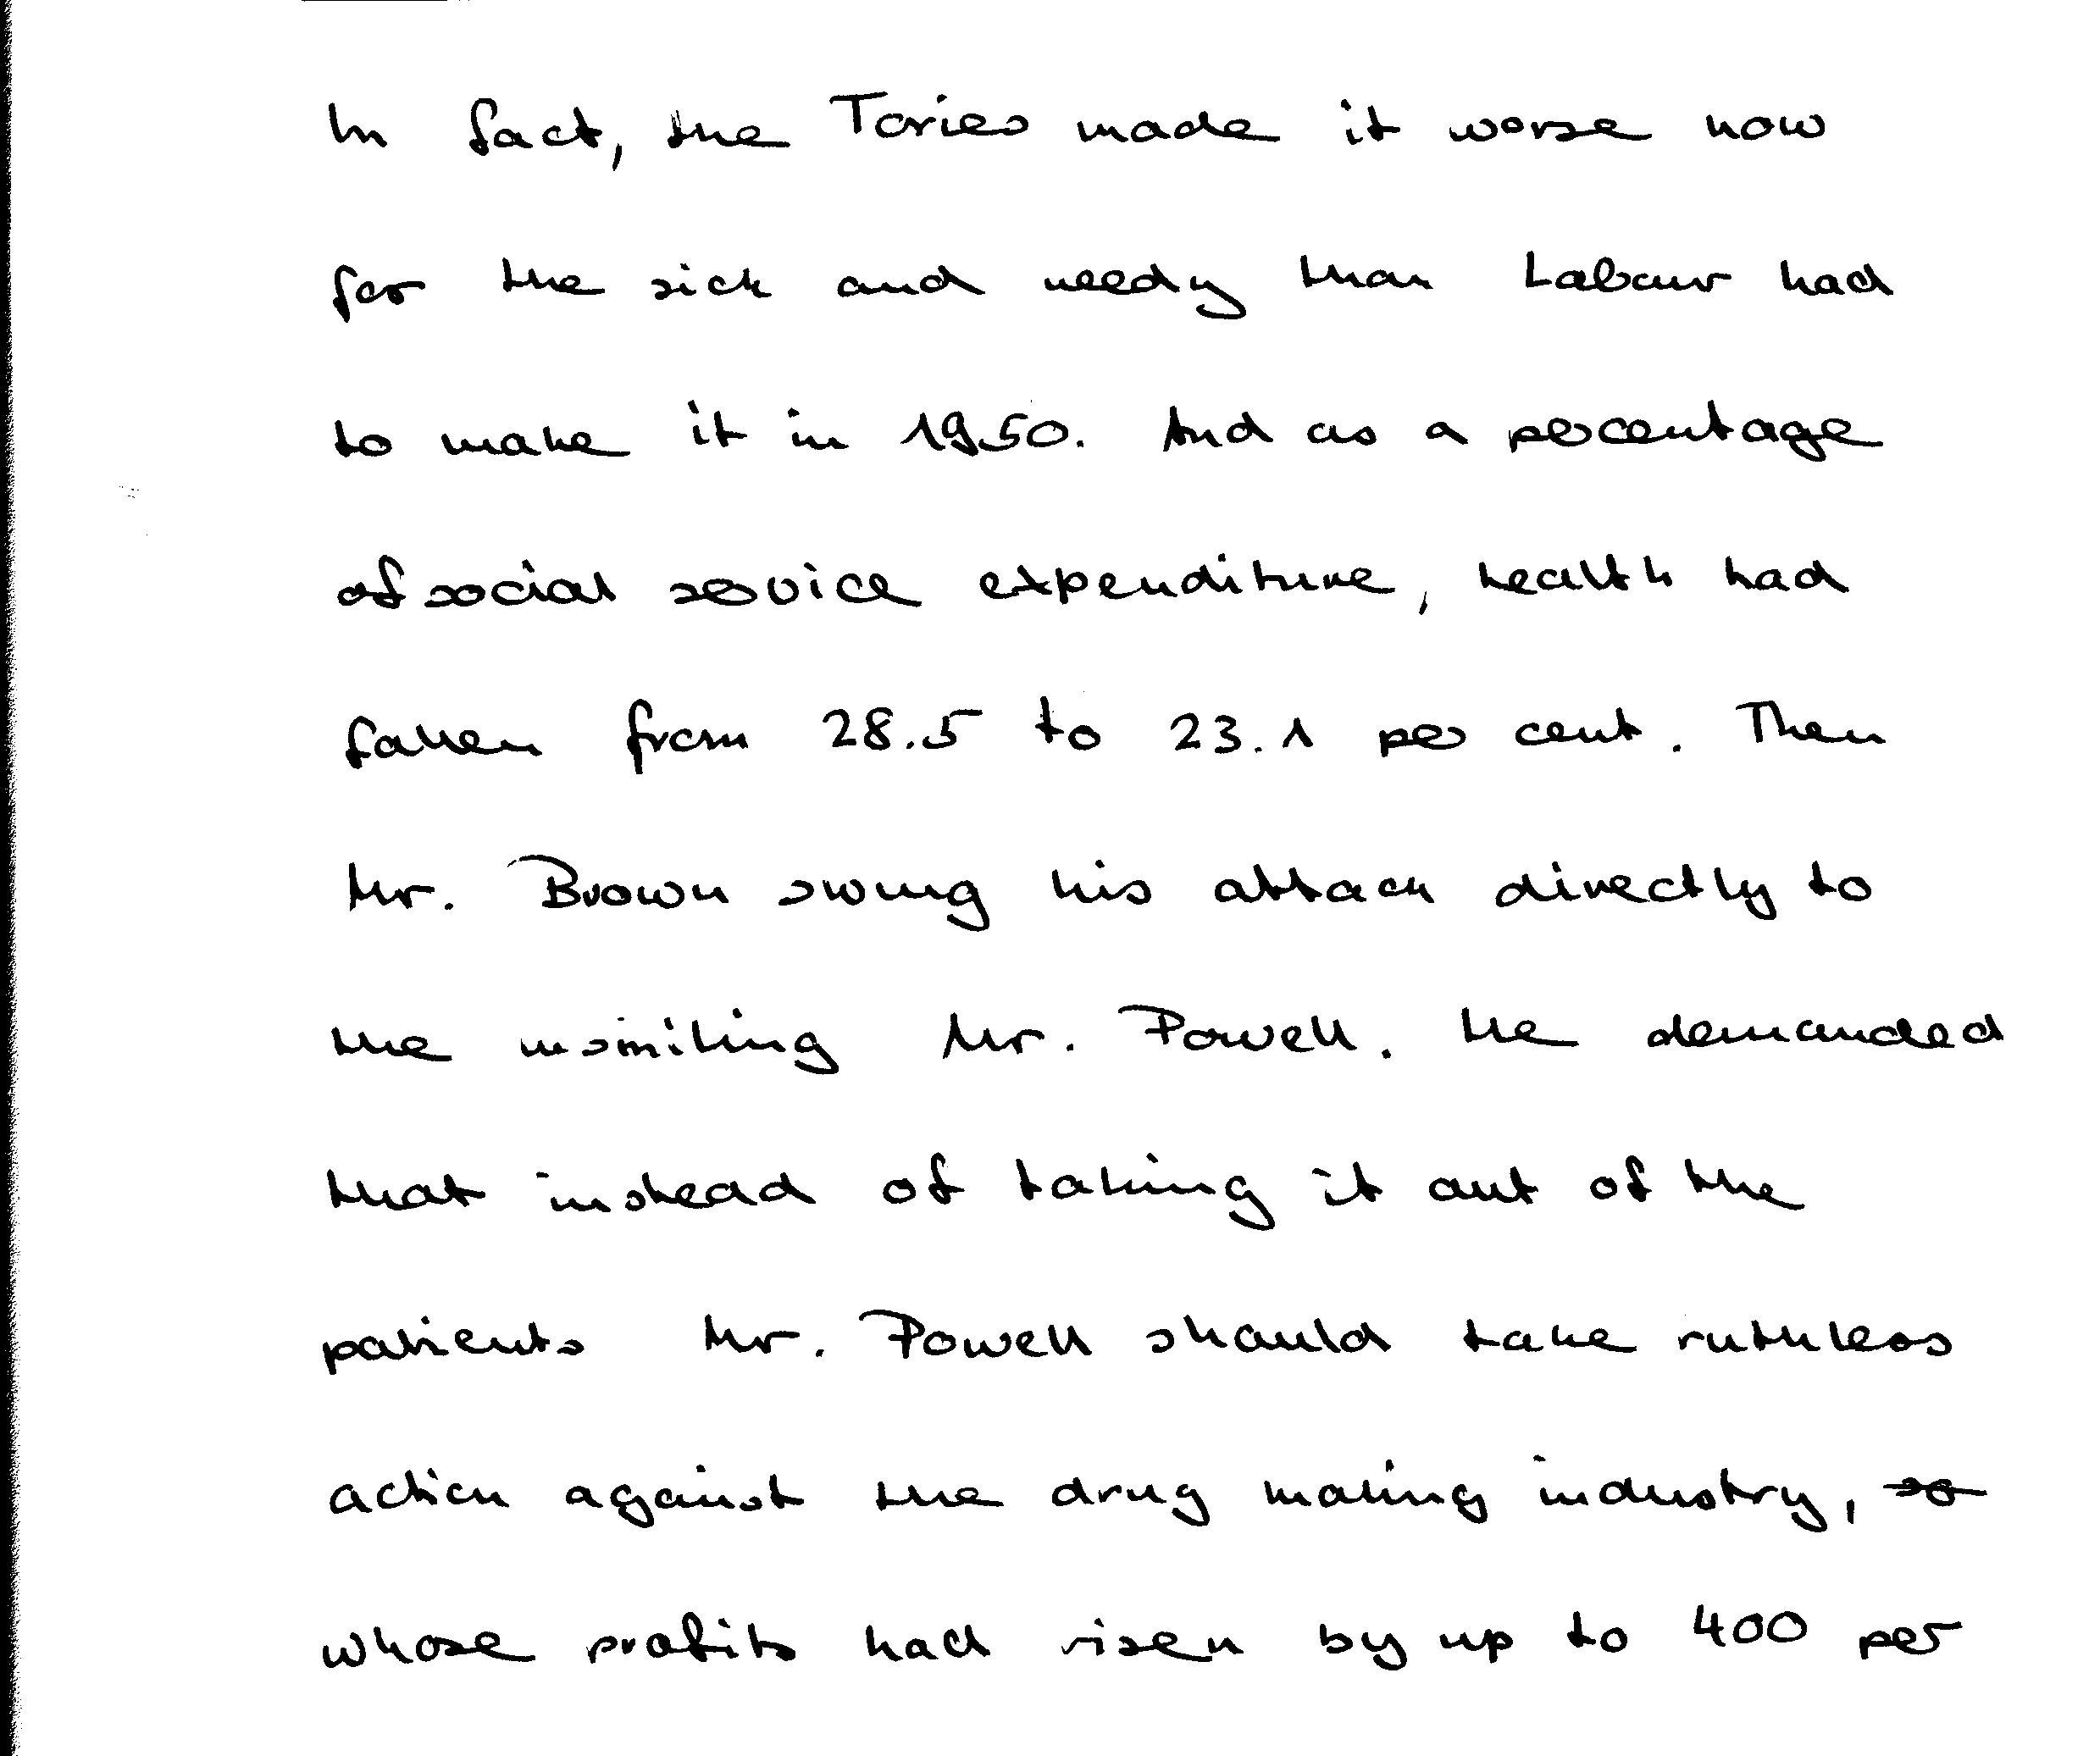 In fact, the Tories made it worse now
for the sick and needy than Labour had
to make it in 1950. And as a percentage
of social service expenditure, health had
fallen from 28.5 to 23.1 per cent. Then
Mr. Brown swung his attack directly to
the unsmiling Mr. Powell. He demanded
that instead of taking it out of the
patients Mr. Powell should take ruthless
action against the drug making industry,
whose profits had risen by up to 400 per